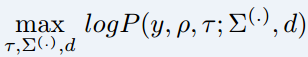 max logP(y, ρ, τ; Σ^(.), d)
τ,Σ^(.),d